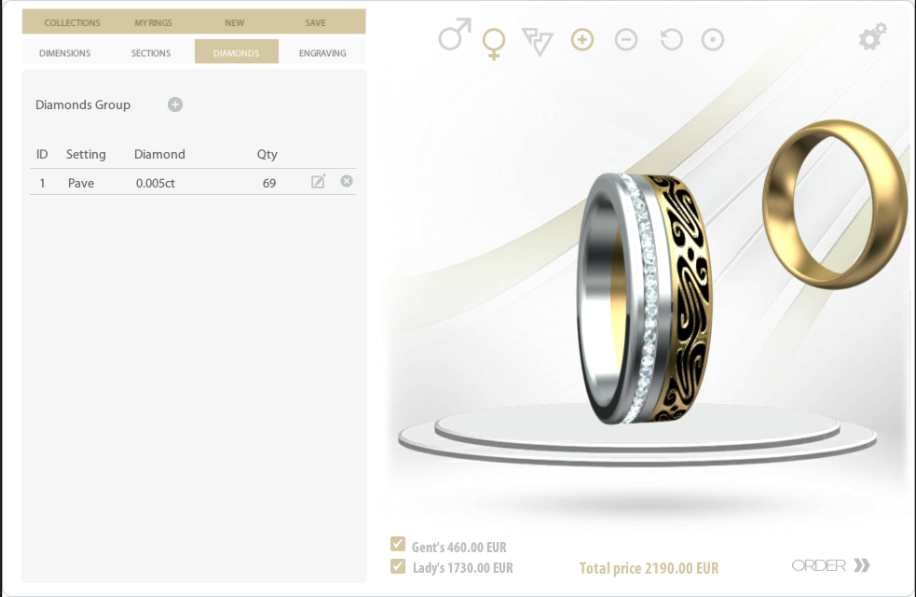 COLLECTIONS MY RINGS NEW SAVE
DIMENSIONS SECTIONS DIAMONDS ENGRAVING
Diamonds Group
ID Setting Diamond Qty
1 Pave 0.005ct 69
Gent's 460.00 EUR
Lady's 1730.00 EUR
Total price 2190.00 EUR
ORDER